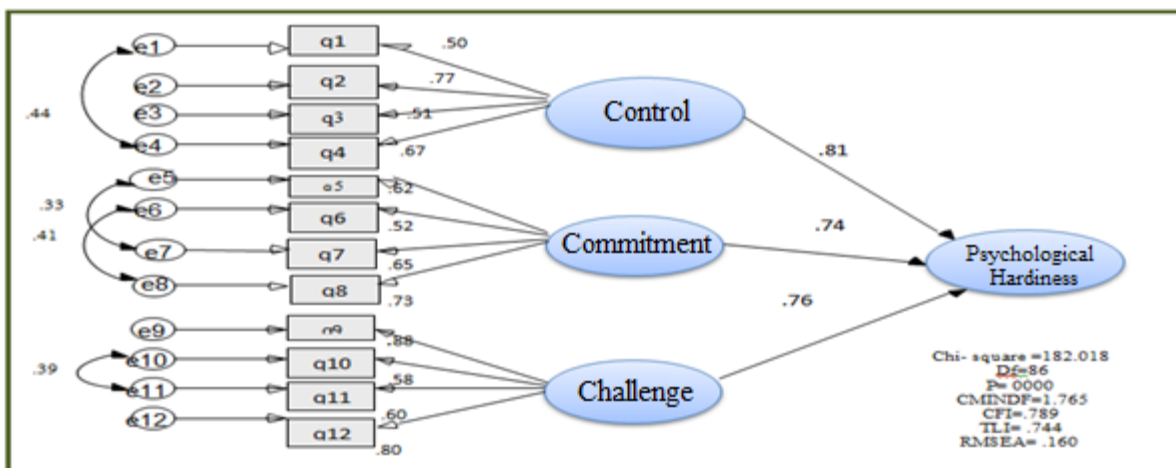 e1 q1 .50
e2 q2 .77
Control
e3 q3 .51
.44
e4 q4 .67
.81
e5 .62
.33
e6 q6 .52
.74
.41
Commitment
e7 q7 .65
Psychological
Hardiness
e8 q8 .73
.76
e9 .88
Chi- square =182.018
e10 q10 .58
Df=86
.39
P= 0000
e11 q11 .60
Challenge
CMINDF=1.765
CFI=.789
e12 q12 .80
TLI= .744
RMSEA= .160